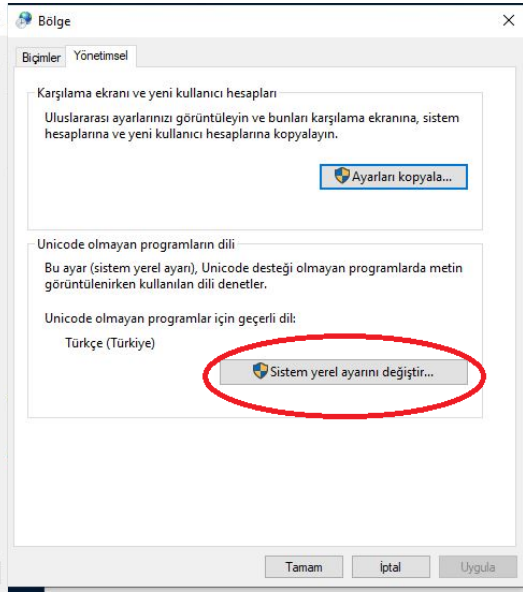 Bölge
Biçimler
Yönetimsel
Karşılama ekranı ve yeni kullanıcı hesapları
Uluslararası ayarlarınızı görüntüleyin ve bunları karşılama ekranına, sistem
hesaplarına ve yeni kullanıcı hesaplarına kopyalayın.
Ayarları kopyala...
Unicode olmayan programların dili
Bu ayar (sistem yerel ayarı), Unicode desteği olmayan programlarda metin
görüntülenirken kullanılan dili denetler.
Unicode olmayan programlar için geçerli dil:
Türkçe (Türkiye)
Sistem yerel ayarını değiştir...
Tamam
İptal
Uygula